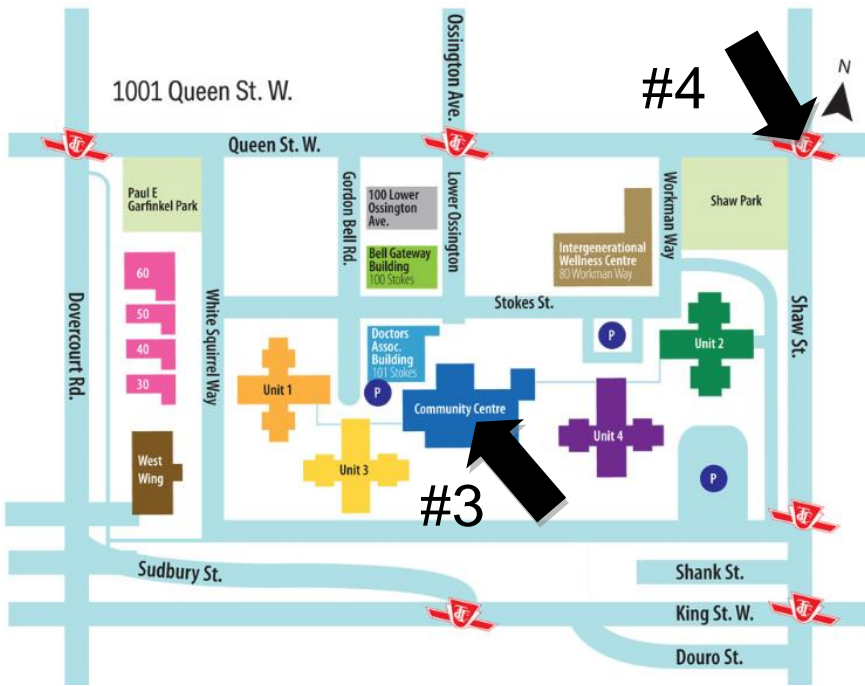 Ossington Ave.
#4
N
1001 Queen St. W.
Queen St. W.
Paul E
Garfinkel Park
Gordon Bell Rd.
100 Lower
Ossington
Ave.
Lower Ossington
Workman Way
Shaw Park
Bell Gateway
Building
100 Stokes
Intergenerational
Wellness Centre
80 Workman Way
60
50
40
30
Dovercourt Rd.
White Squirrel Way
Stokes St.
Shaw St.
Doctors
Assoc.
Building
101 Stokes
P
Unit 2
Unit 1
P
Community Centre
Unit 4
West
Wing
Unit 3
P
#3
Sudbury St.
Shank St.
King St. W.
Douro St.